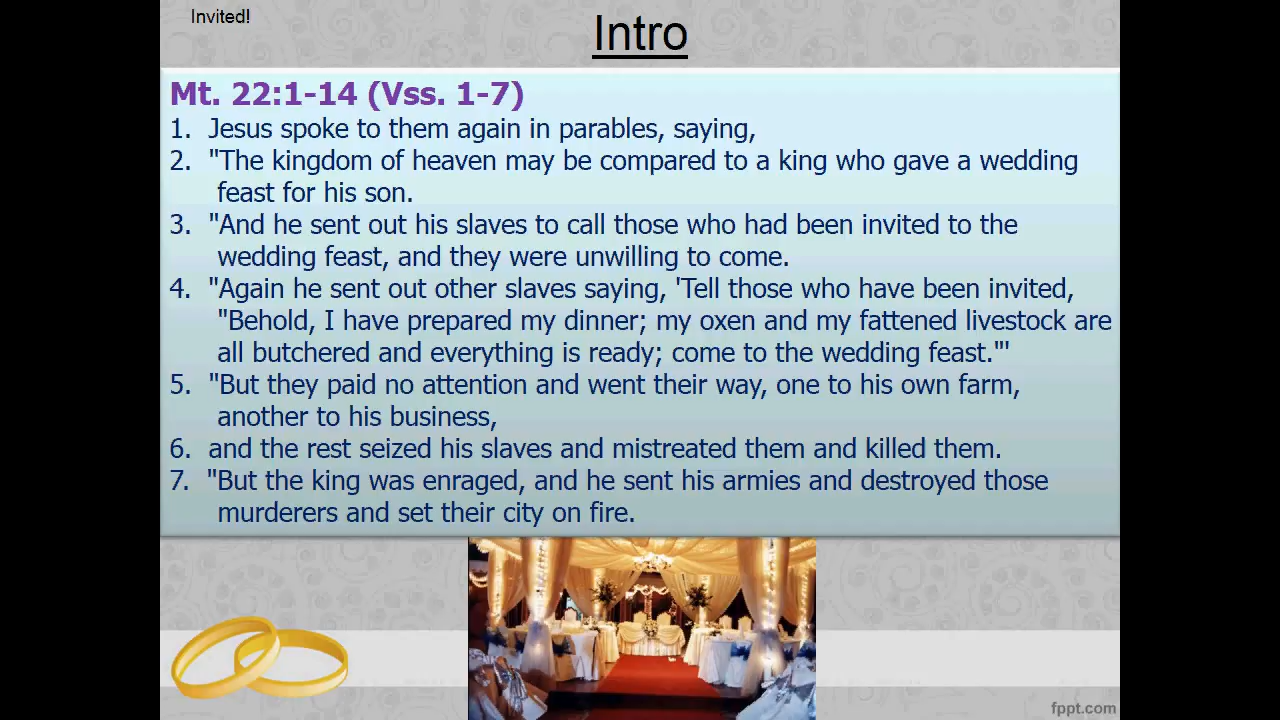 Invited!
Intro
Mt. 22:1-14 (Vss. 1-7)
1. Jesus spoke to them again in parables, saying,
2. "The kingdom of heaven may be compared to a king who gave a wedding
feast for his son.
3. "And he sent out his slaves to call those who had been invited to the
wedding feast, and they were unwilling to come.
4. "Again he sent out other slaves saying, 'Tell those who have been invited,
"Behold, I have prepared my dinner; my oxen and my fattened livestock are
all butchered and everything is ready; come to the wedding feast."'
5. "But they paid no attention and went their way, one to his own farm,
another to his business,
6. and the rest seized his slaves and mistreated them and killed them.
7. "But the king was enraged, and he sent his armies and destroyed those
murderers and set their city on fire.
fppt.com